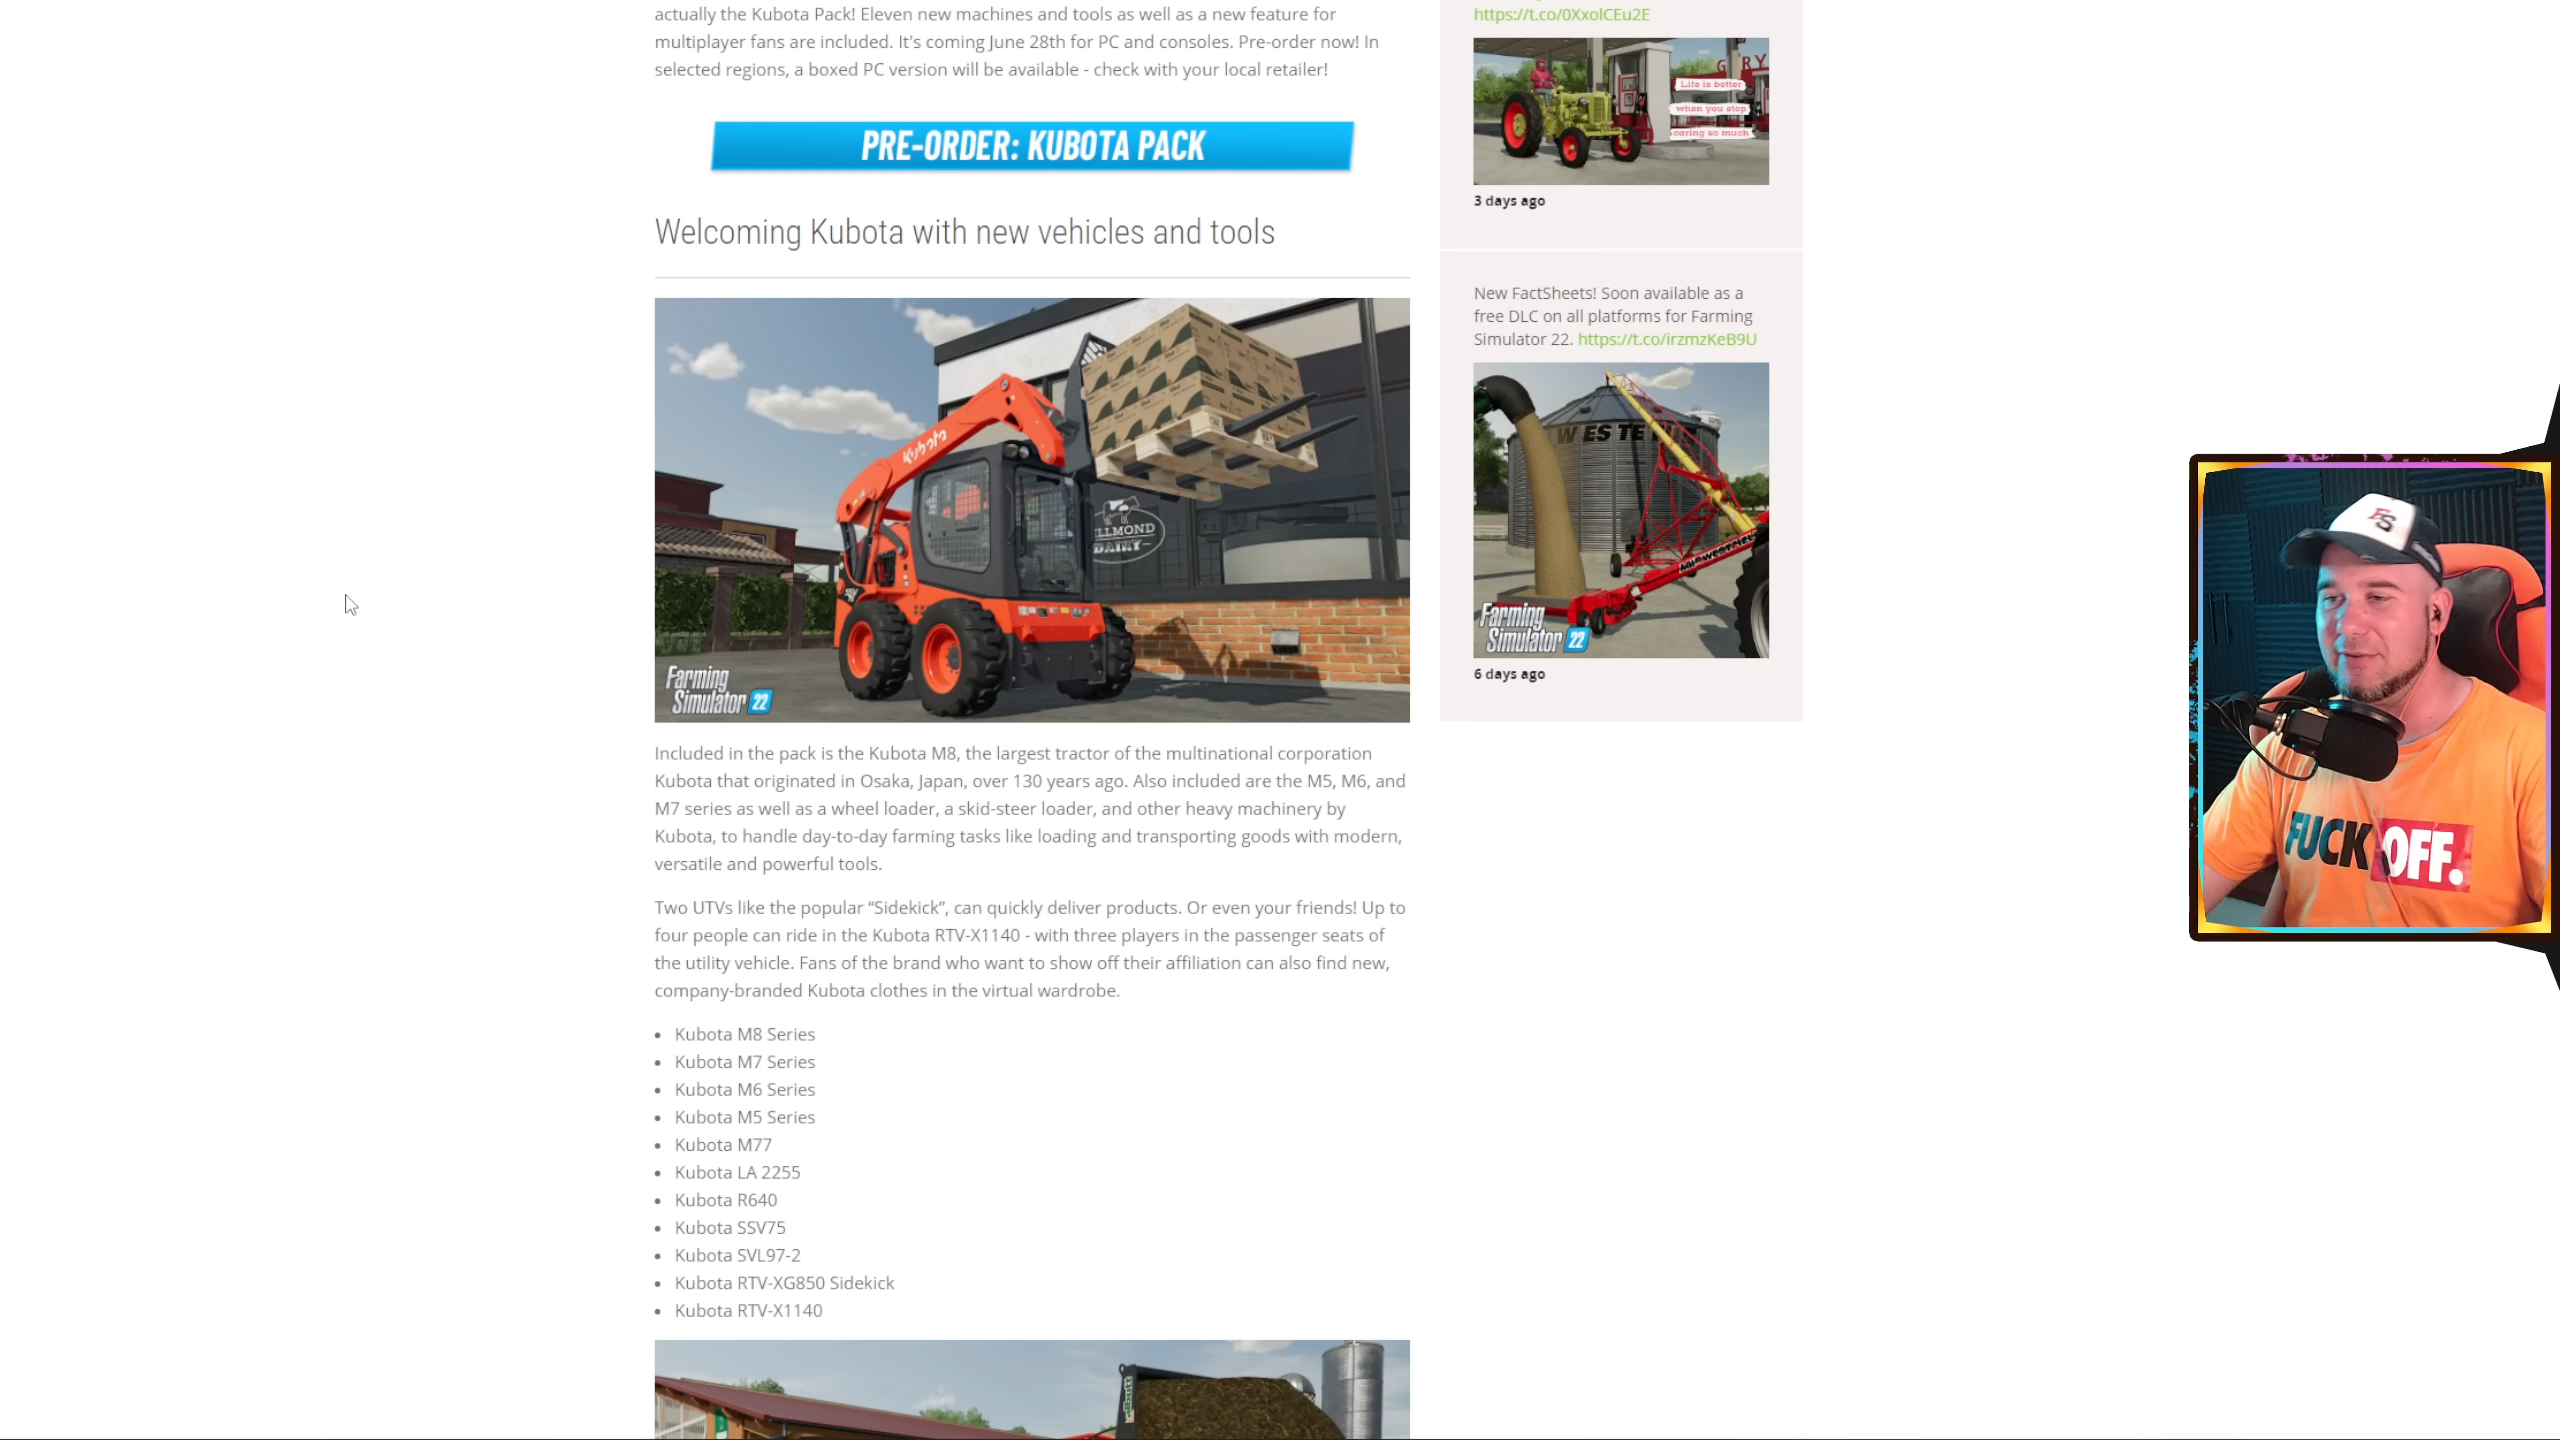 actually the Kubota Pack! Eleven new machines and tools as well as a new feature for
multiplayer fans are included. It's coming June 28th for PC and consoles. Pre-order now! In
selected regions, a boxed PC version will be available - check with your local retailer!
PRE-ORDER: KUBOTA PACK
Welcoming Kubota with new vehicles and tools
Kubota
LLMOND
DAIRY
Farming
Simulator 22
Included in the pack is the Kubota M8, the largest tractor of the multinational corporation
Kubota that originated in Osaka, Japan, over 130 years ago. Also included are the M5, M6, and
M7 series as well as a wheel loader, a skid-steer loader, and other heavy machinery by
Kubota, to handle day-to-day farming tasks like loading and transporting goods with modern,
versatile and powerful tools.
Two UTVs like the popular “Sidekick”, can quickly deliver products. Or even your friends! Up to
four people can ride in the Kubota RTV-X1140 - with three players in the passenger seats of
the utility vehicle. Fans of the brand who want to show off their affiliation can also find new,
company-branded Kubota clothes in the virtual wardrobe.
Kubota M8 Series
Kubota M7 Series
Kubota M6 Series
Kubota M5 Series
Kubota M77
Kubota LA 2255
Kubota R640
Kubota SSV75
Kubota SVL97-2
Kubota RTV-XG850 Sidekick
Kubota RTV-X1140
https://t.co/0XxolCEu2E
Life is better
when you stop
caring so much
3 days ago
New FactSheets! Soon available as a
free DLC on all platforms for Farming
Simulator 22. https://t.co/irzmzKeB9U
W ES TE
Farming
Simulator 22
6 days ago
ES
FUCK OFF.